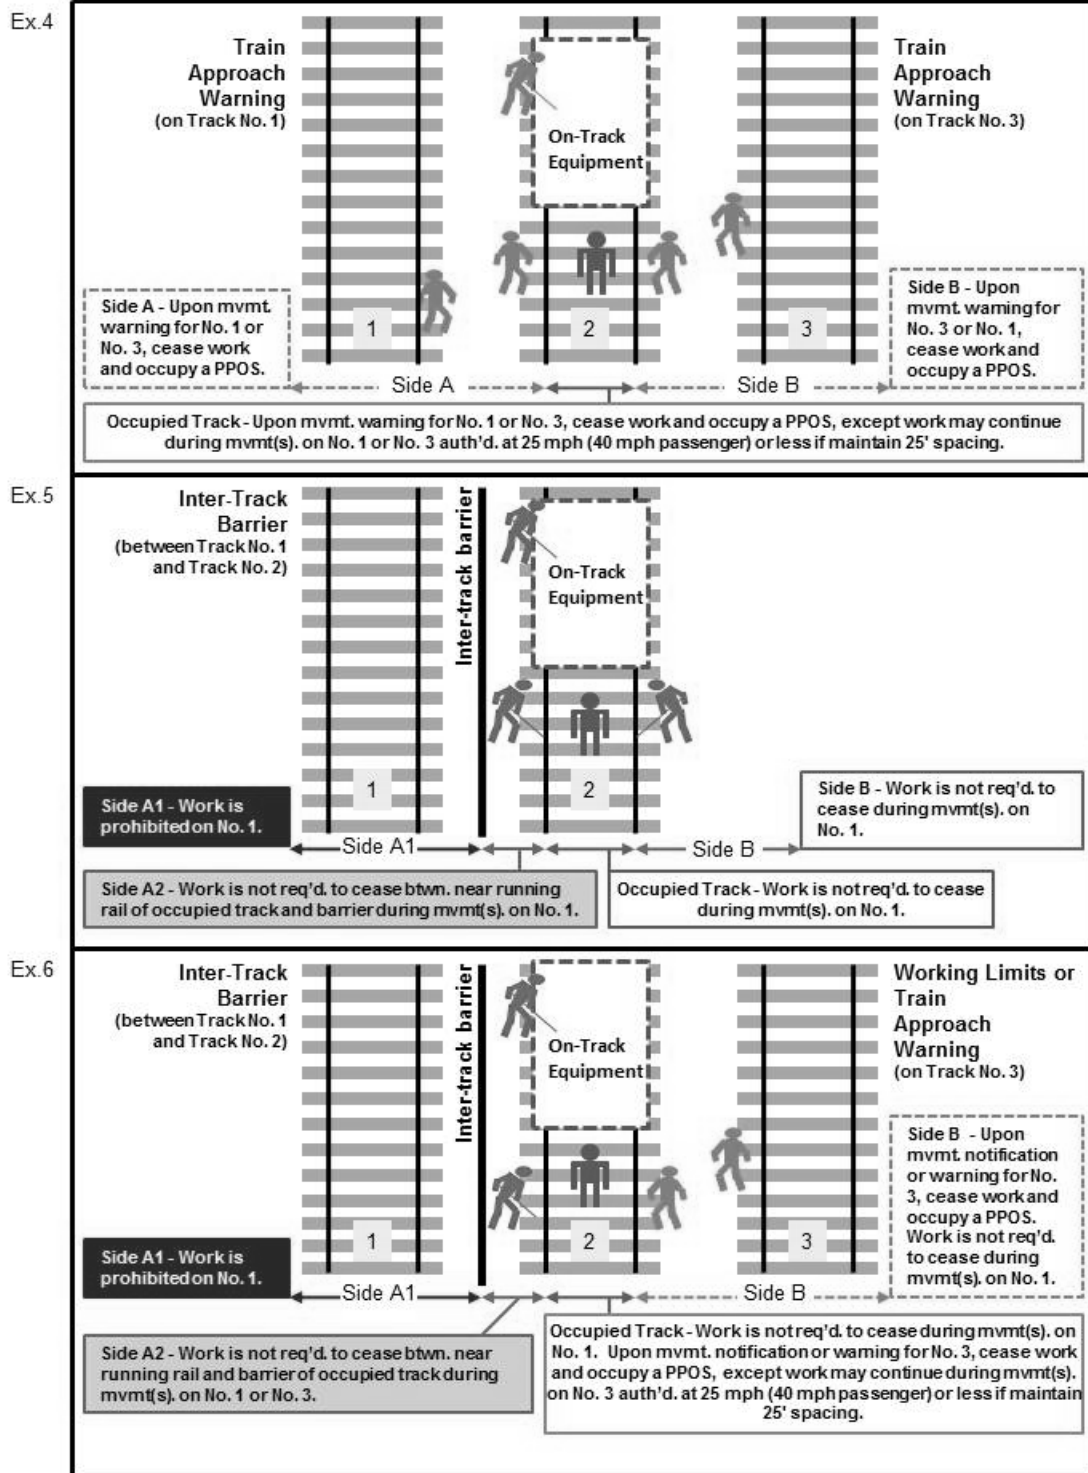 Ex.4
Train
Approach
Warning
(on Track No. 1)
On-Track
Equipment
Train
Approach
Warning
(on Track No. 3)
Side A - Upon mvmt.
warning for No. 1 or
No. 3, cease work
and occupy a PPOS.
1
2
3
Side B - Upon
mvmt. warning for
No. 3 or No. 1,
cease work and
occupy a PPOS.
Side A
Side B
Occupied Track - Upon mvmt. warning for No. 1 or No. 3, cease work and occupy a PPOS, except work may continue
during mvmt(s). on No. 1 or No. 3 auth'd. at 25 mph (40 mph passenger) or less if maintain 25' spacing.
Ex.5
Inter-Track
Barrier
(between Track No. 1
and Track No. 2)
Inter-track barrier
On-Track
Equipment
1
2
Side A1 - Work is
prohibited on No. 1.
Side B - Work is not req'd. to
cease during mvmt(s). on
No. 1.
Side A1
Side B
Side A2 - Work is not req'd. to cease btwn. near running
rail of occupied track and barrier during mvmt(s). on No. 1.
Occupied Track - Work is not req'd. to cease
during mvmt(s). on No. 1.
Ex.6
Inter-Track
Barrier
(between Track No. 1
and Track No. 2)
Inter-track barrier
On-Track
Equipment
Working Limits or
Train
Approach
Warning
(on Track No. 3)
1
2
3
Side A1 - Work is
prohibited on No. 1.
Side B - Upon
mvmt. notification
or warning for No.
3, cease work and
occupy a PPOS.
Work is not req'd.
to cease during
mvmt(s). on No. 1.
Side A1
Side B
Side A2 - Work is not req'd. to cease btwn. near
running rail and barrier of occupied track during
mvmt(s). on No. 1 or No. 3.
Occupied Track - Work is not req'd. to cease during mvmt(s). on
No. 1. Upon mvmt. notification or warning for No. 3, cease work
and occupy a PPOS, except work may continue during mvmt(s).
on No. 3 auth'd. at 25 mph (40 mph passenger) or less if maintain
25' spacing.